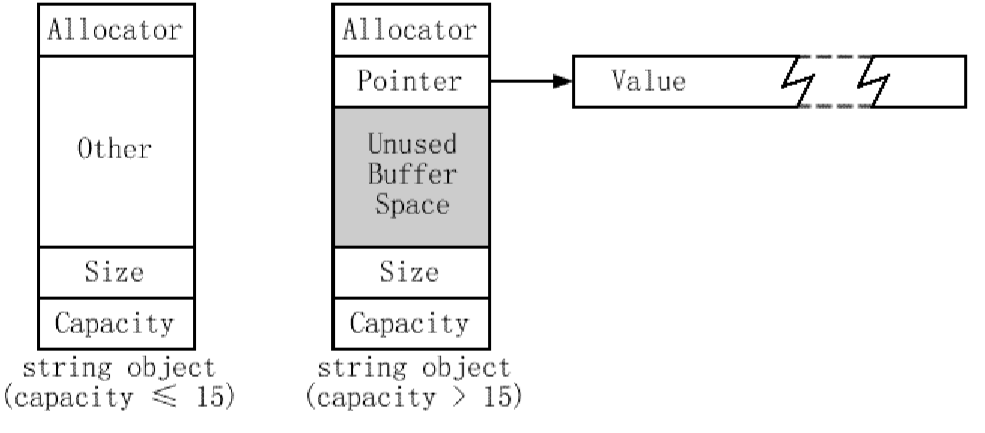 Allocator
Other
Size
Capacity
string object
(capacity ≤ 15)
Allocator
Pointer
Unused
Buffer
Space
Size
Capacity
string object
(capacity > 15)
Value